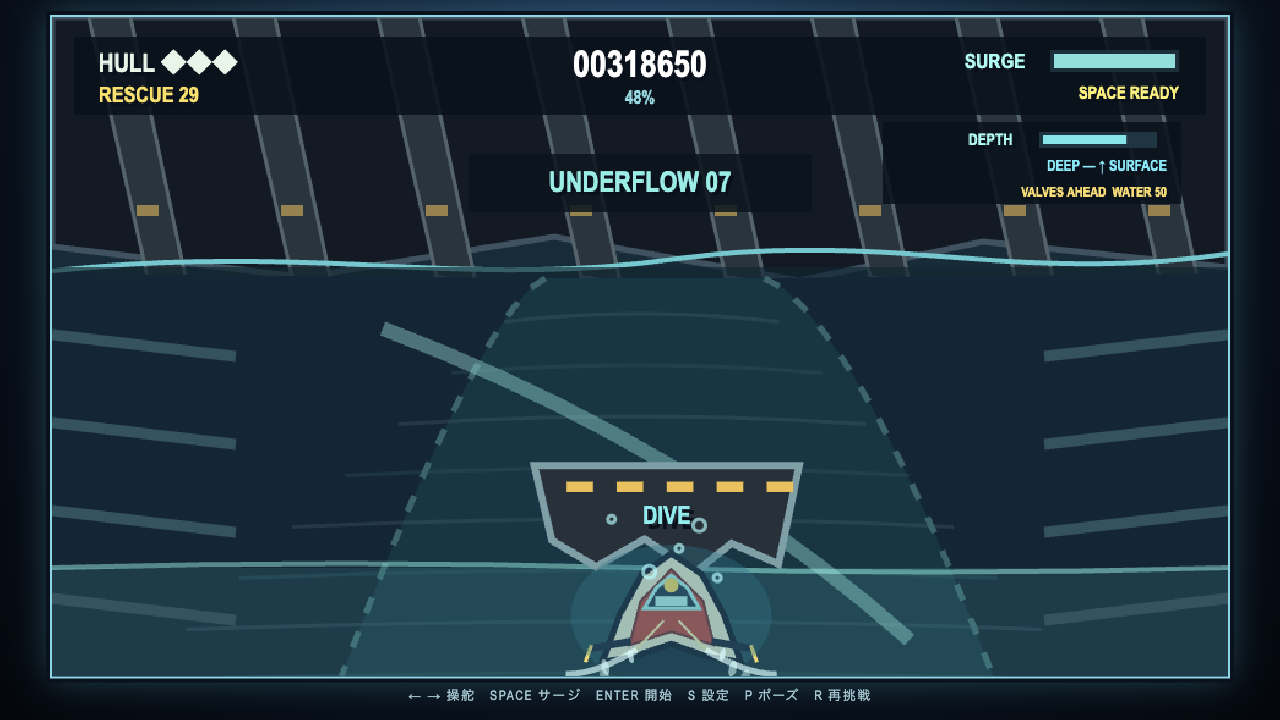 HULL
RESCUE 29
00318650
48%
SURGE
SPACE READY
DEPTH
DEEP — ↑ SURFACE
VALVES AHEAD WATER 50
UNDERFLOW 07
DIVE
← → 操舵 SPACE サージ ENTER 開始 S 設定 P ポーズ R 再挑戦